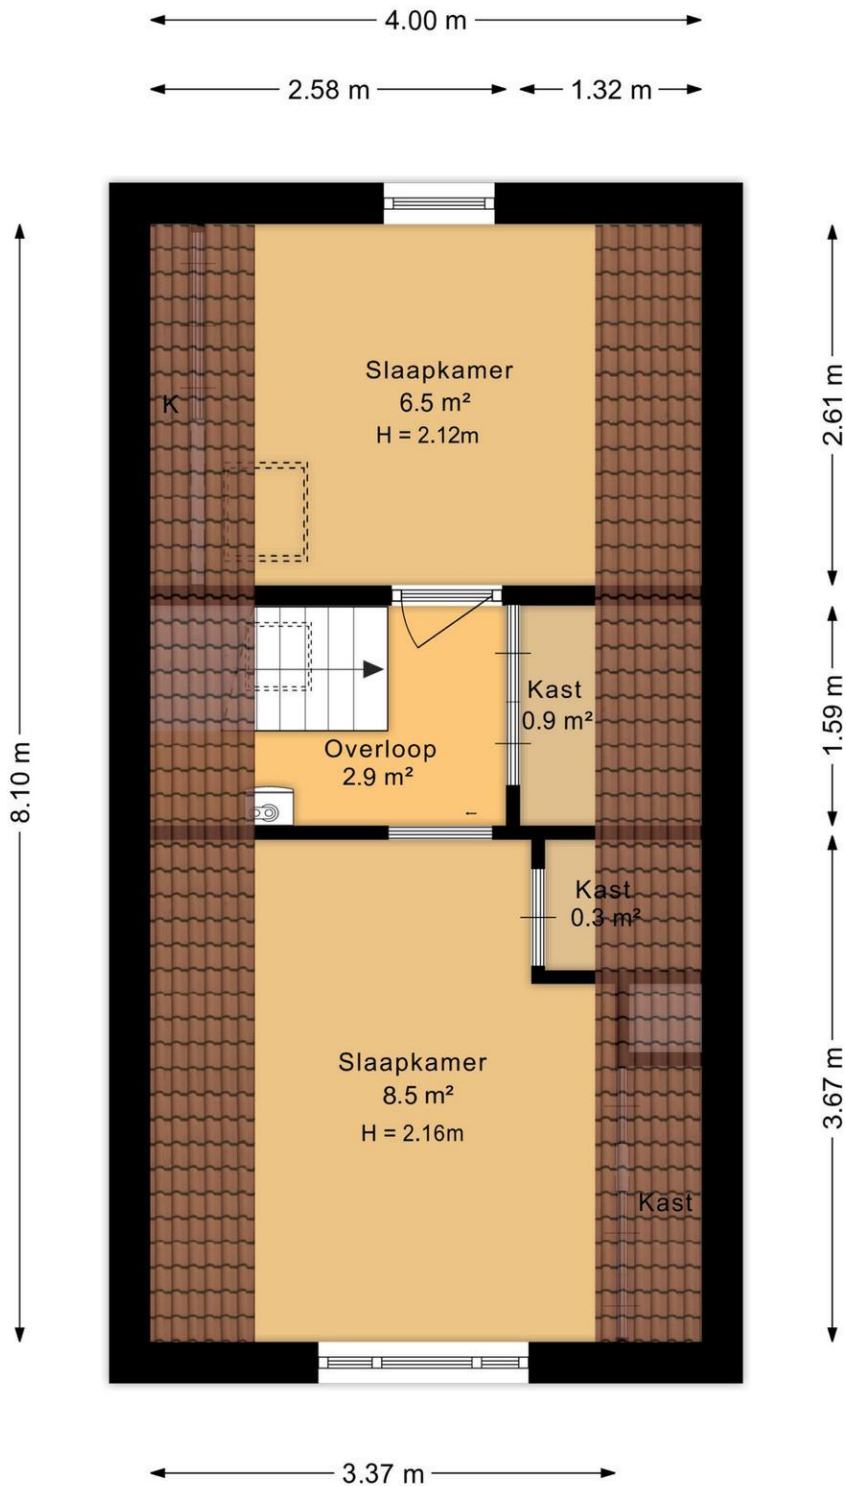 4.00 m
2.58 m
1.32 m
Slaapkamer
6.5 m²
H = 2.12m
K
2.61 m
Kast
0.9 m²
1.59 m
Overloop
2.9 m²
8.10 m
Kast
0.3 m²
Slaapkamer
8.5 m²
H = 2.16m
3.67 m
Kast
3.37 m